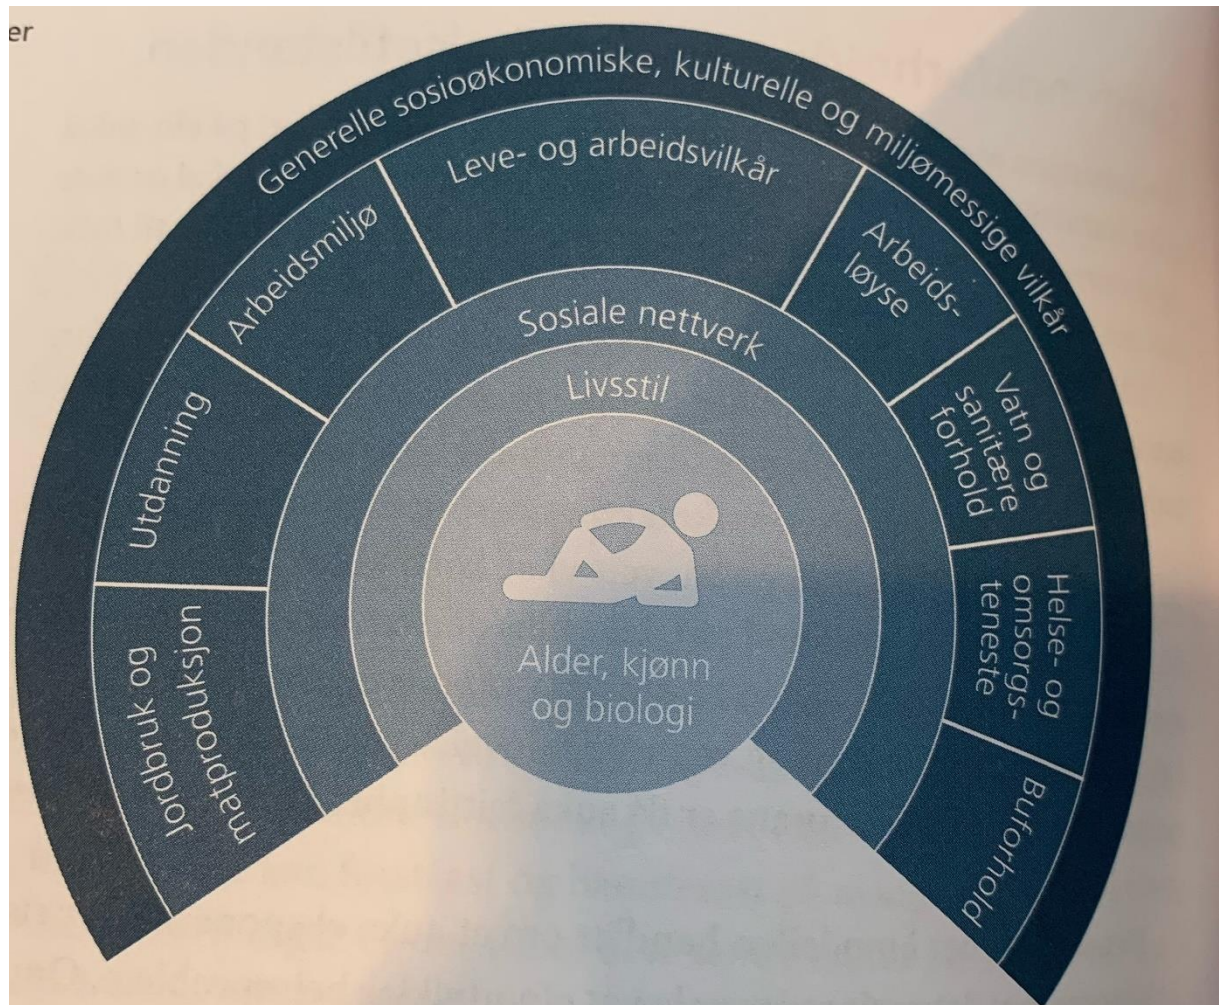 er
Generelle sosioøkonomiske, kulturelle og miljømessige vilkår
Leve- og arbeidsvilkår
Jordbruk og
matproduksjon
Utdanning
Arbeidsmiljø
Arbeids-
løyse
Vatn og
sanitære
forhold
Helse- og
omsorgs-
teneste
Buforhold
Sosiale nettverk
Livsstil
Alder, kjønn
og biologi